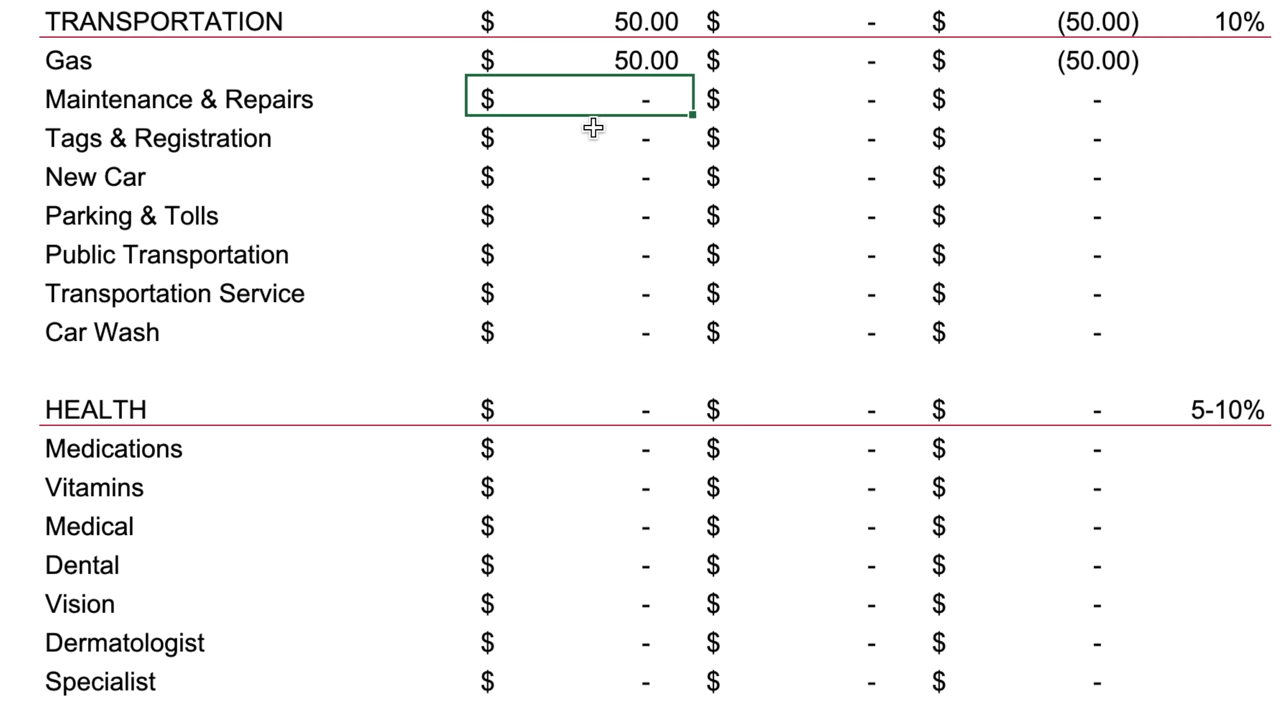 TRANSPORTATION $ 50.00 $ - $ (50.00) 10%
Gas $ 50.00 $ - $ (50.00)
Maintenance & Repairs $ - $ - $ -
Tags & Registration $ - $ - $ -
New Car $ - $ - $ -
Parking & Tolls $ - $ - $ -
Public Transportation $ - $ - $ -
Transportation Service $ - $ - $ -
Car Wash $ - $ - $ -
HEALTH $ - $ - $ - 5-10%
Medications $ - $ - $ -
Vitamins $ - $ - $ -
Medical $ - $ - $ -
Dental $ - $ - $ -
Vision $ - $ - $ -
Dermatologist $ - $ - $ -
Specialist $ - $ - $ -